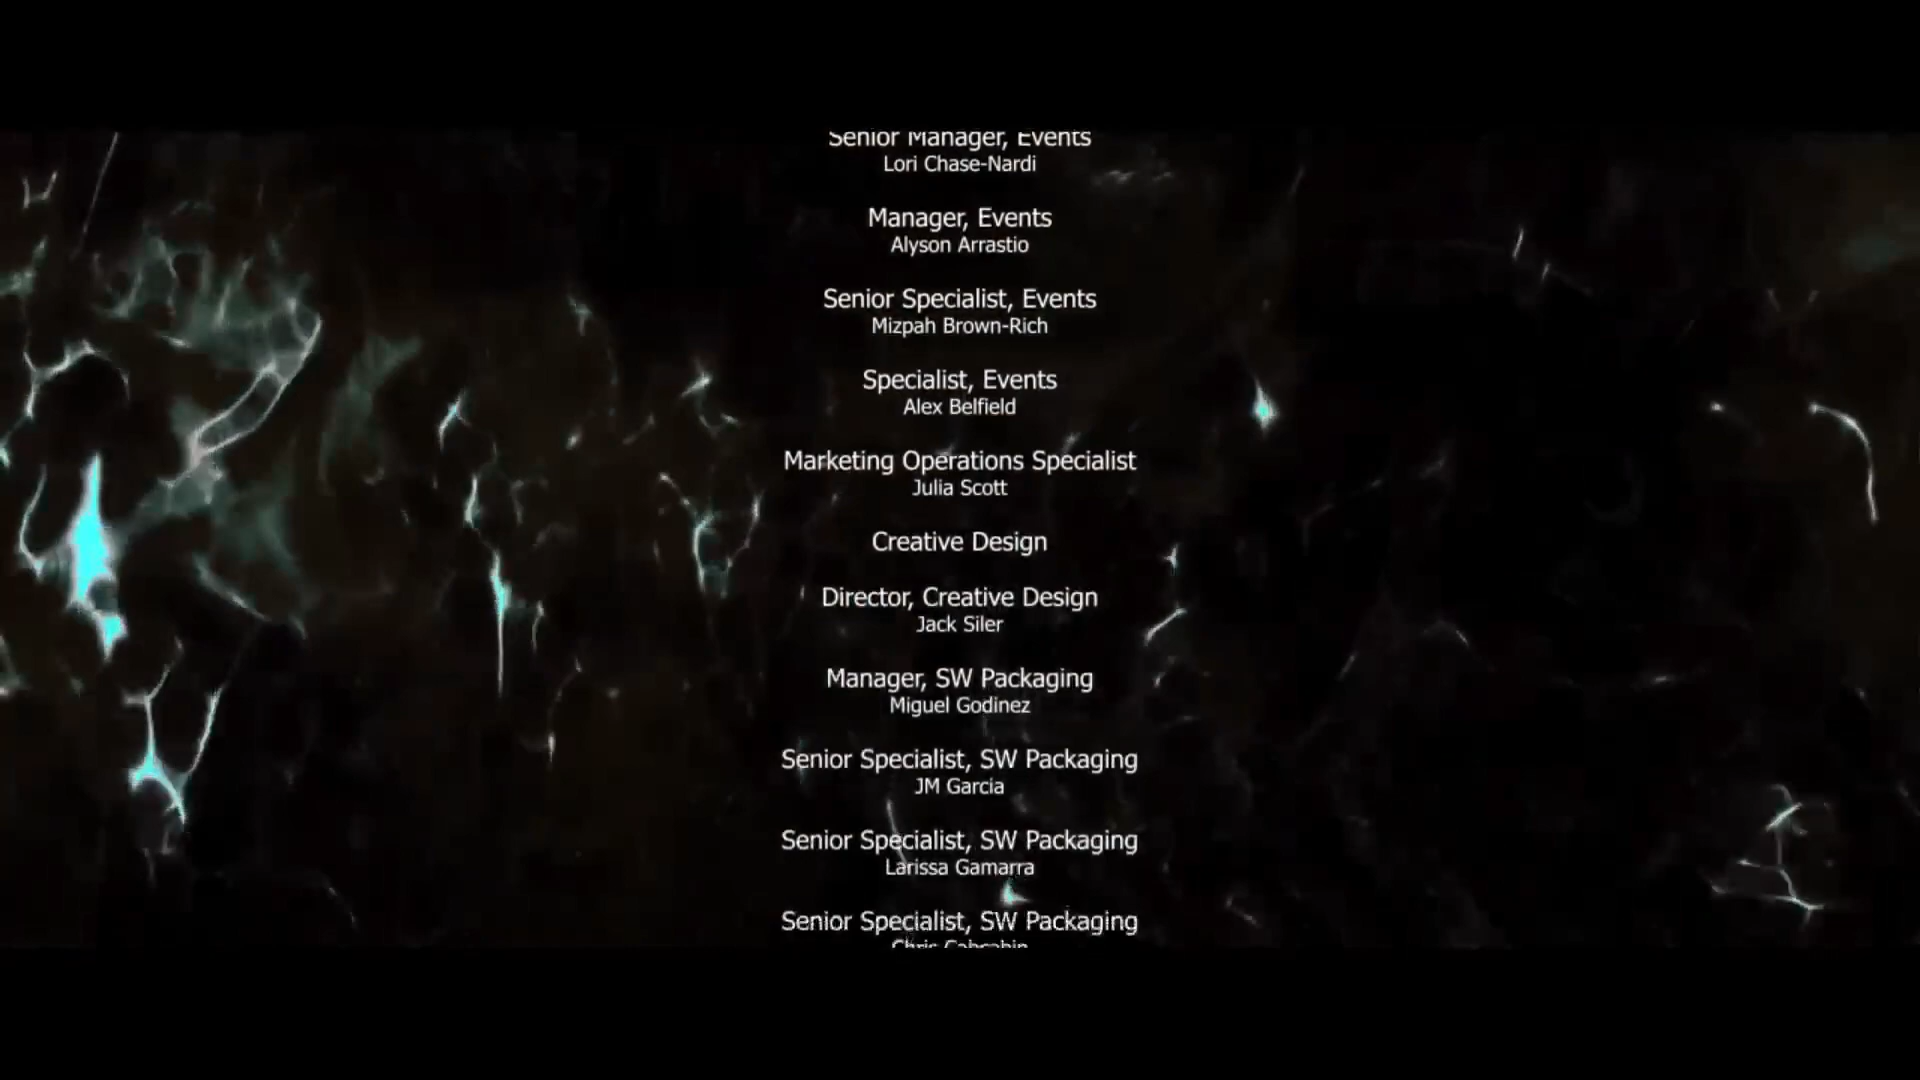 Senior Manager, Events
Lori Chase-Nardi
Manager, Events
Alyson Arrastio
Senior Specialist, Events
Mizpah Brown-Rich
Specialist, Events
Alex Belfield
Marketing Operations Specialist
Julia Scott
Creative Design
Director, Creative Design
Jack Siler
Manager, SW Packaging
Miguel Godinez
Senior Specialist, SW Packaging
JM Garcia
Senior Specialist, SW Packaging
Larissa Gamarra
Senior Specialist, SW Packaging
Chris